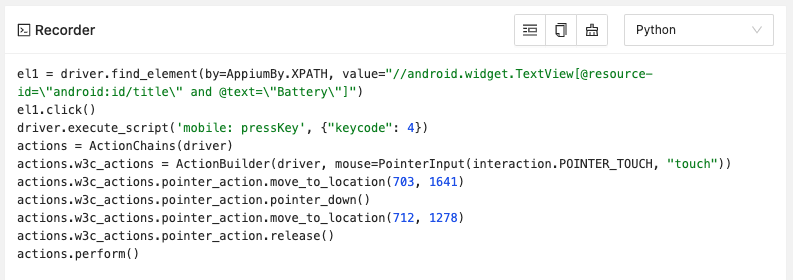 Recorder
Python
el1 = driver.find_element(by=AppiumBy.XPATH, value="//android.widget.TextView[@resource-
id=\"android:id/title\" and @text=\"Battery\"]")
el1.click()
driver.execute_script('mobile: pressKey', {"keycode": 4})
actions = ActionChains(driver)
actions.w3c_actions = ActionBuilder(driver, mouse=PointerInput(interaction.POINTER_TOUCH, "touch"))
actions.w3c_actions.pointer_action.move_to_location(703, 1641)
actions.w3c_actions.pointer_action.pointer_down()
actions.w3c_actions.pointer_action.move_to_location(712, 1278)
actions.w3c_actions.pointer_action.release()
actions.perform()